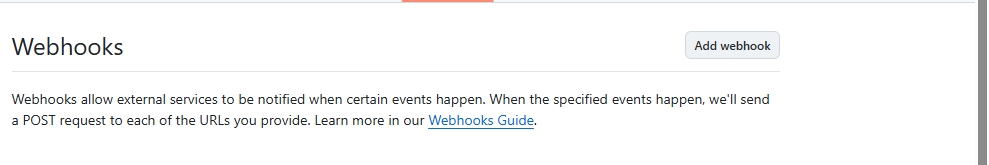 Webhooks
Add webhook
Webhooks allow external services to be notified when certain events happen. When the specified events happen, we'll send
a POST request to each of the URLs you provide. Learn more in our Webhooks Guide.